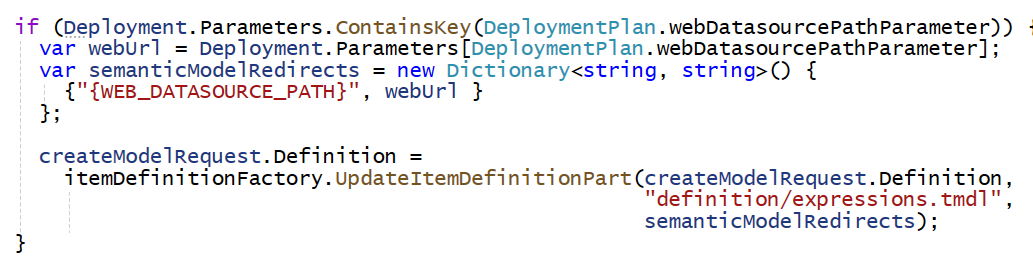 if (Deployment.Parameters.ContainsKey(DeploymentPlan.webDatasourcePathParameter)) {
  var webUrl = Deployment.Parameters[DeploymentPlan.webDatasourcePathParameter];
  var semanticModelRedirects = new Dictionary<string, string>() {
    {"{WEB_DATASOURCE_PATH}", webUrl }
  };

  createModelRequest.Definition =
    itemDefinitionFactory.UpdateItemDefinitionPart(createModelRequest.Definition,
                                                   "definition/expressions.tmdl",
                                                   semanticModelRedirects);
}